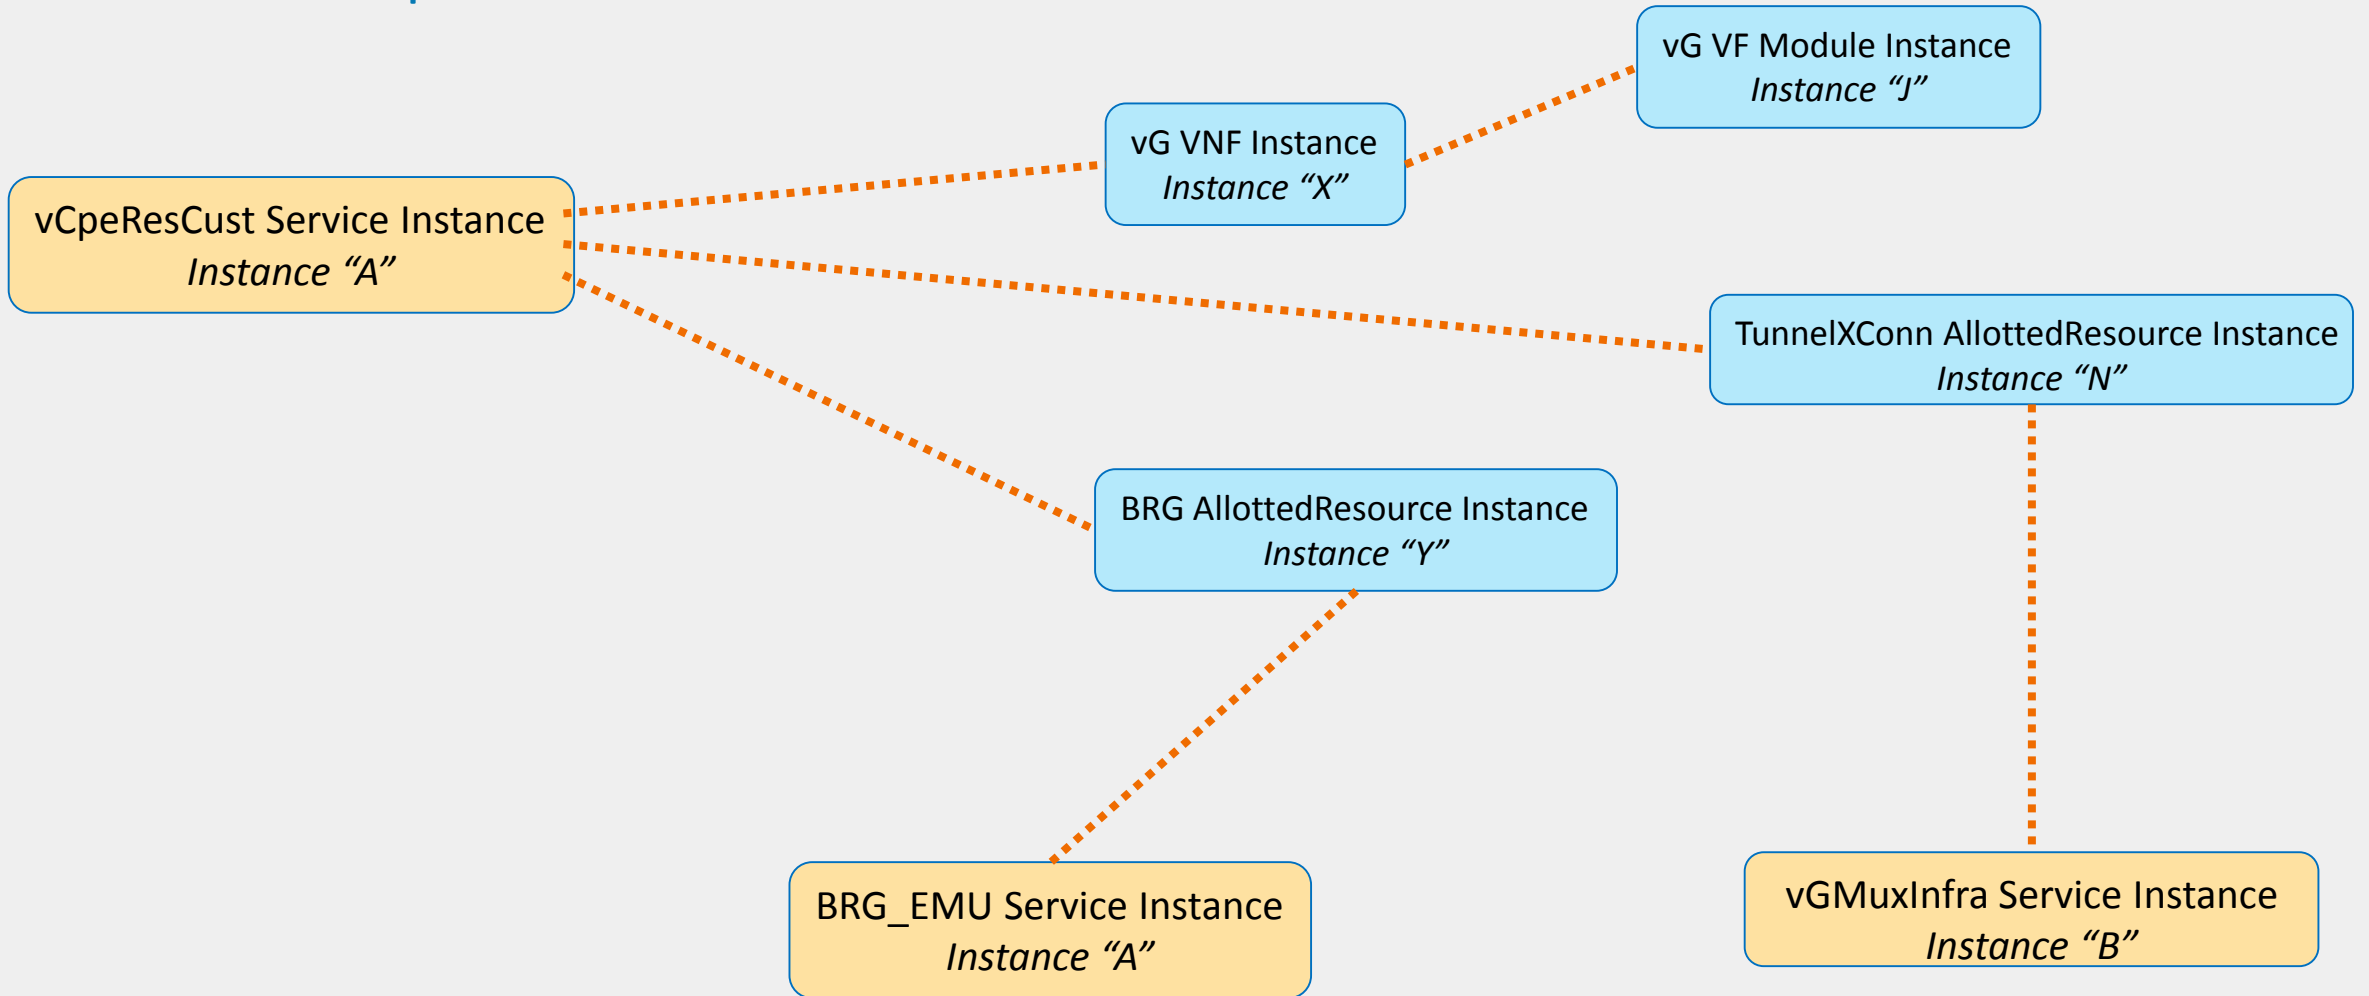 vG VF Module Instance
Instance “J”
vG VNF Instance
Instance “X”
vCpeResCust Service Instance
Instance “A”
TunnelXConn AllottedResource Instance
Instance “N”
BRG AllottedResource Instance
Instance “Y”
BRG_EMU Service Instance
Instance “A”
vGMuxInfra Service Instance
Instance “B”